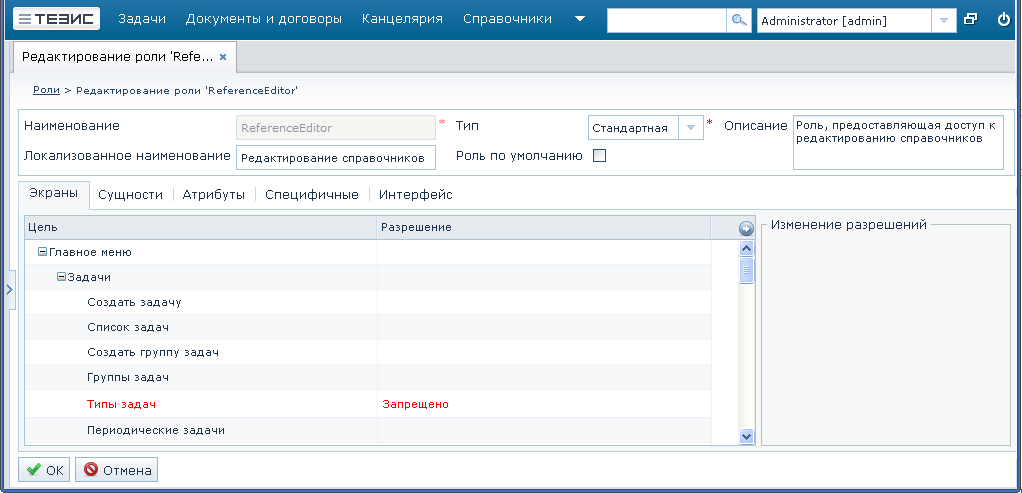 ТЕЗИС Задачи Документы и договоры Канцелярия Справочники Administrator [admin]
Редактирование роли 'Refe...
Роли > Редактирование роли 'ReferenceEditor'
Наименование ReferenceEditor * Тип Стандартная * Описание Роль, предоставляющая доступ к
редактированию справочников
Локализованное наименование Редактирование справочников Роль по умолчанию
Экраны Сущности Атрибуты Специфичные Интерфейс
Цель Разрешение Изменение разрешений
Главное меню
Задачи
Создать задачу
Список задач
Создать группу задач
Группы задач
Типы задач Запрещено
Периодические задачи
OK Отмена